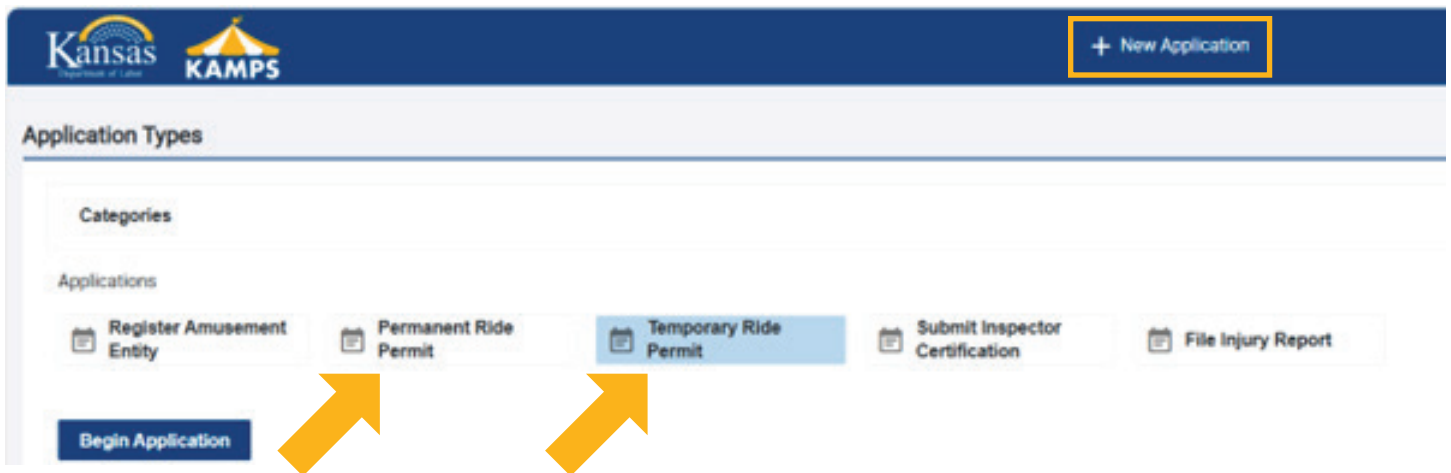 Kansas
Department of Labor
KAMPS
+ New Application
Application Types
Categories
Applications
Register Amusement
Entity
Permanent Ride
Permit
Temporary Ride
Permit
Submit Inspector
Certification
File Injury Report
Begin Application